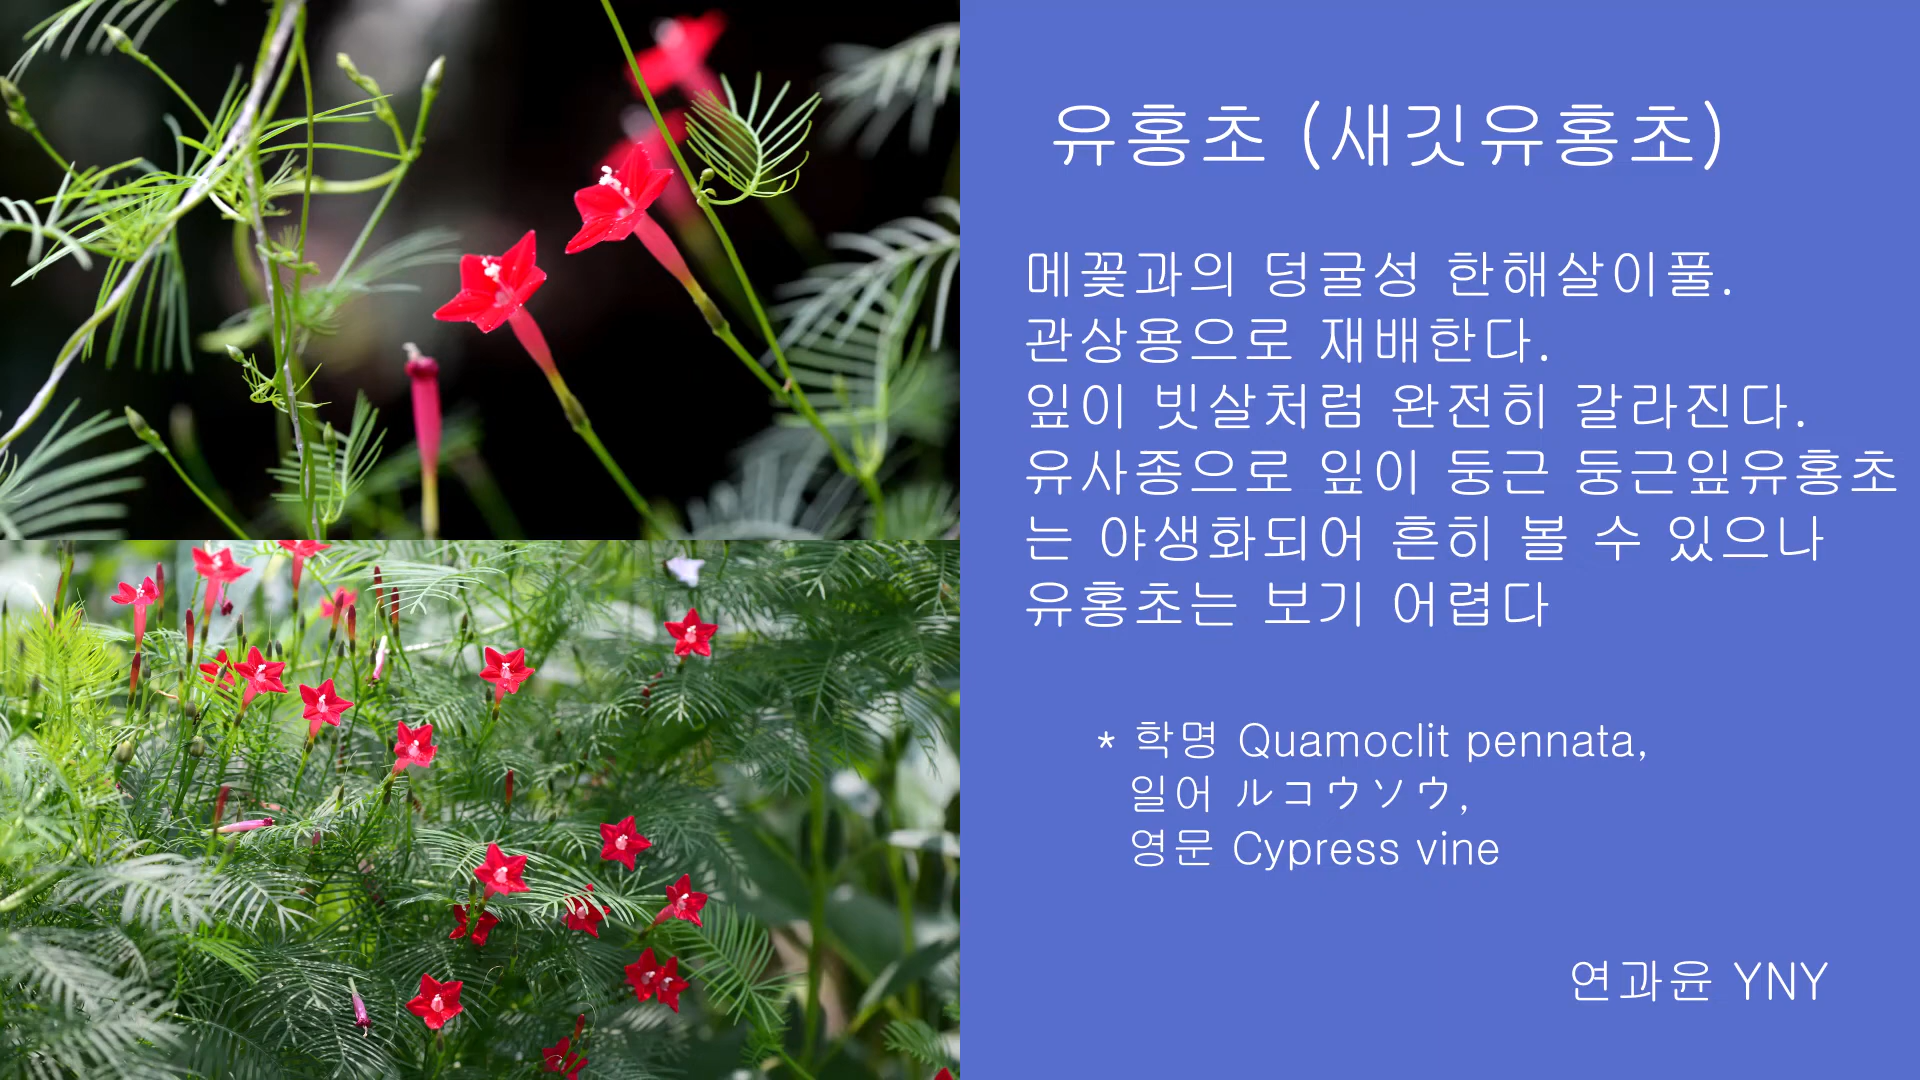 유홍초 (새깃유홍초)
메꽃과의 덩굴성 한해살이풀.
관상용으로 재배한다.
잎이 빗살처럼 완전히 갈라진다.
유사종으로 잎이 둥근 둥근잎유홍초
는 야생화되어 흔히 볼 수 있으나
유홍초는 보기 어렵다
* 학명 Quamoclit pennata,
일어 ルコウソウ,
영문 Cypress vine
연과윤 YNY